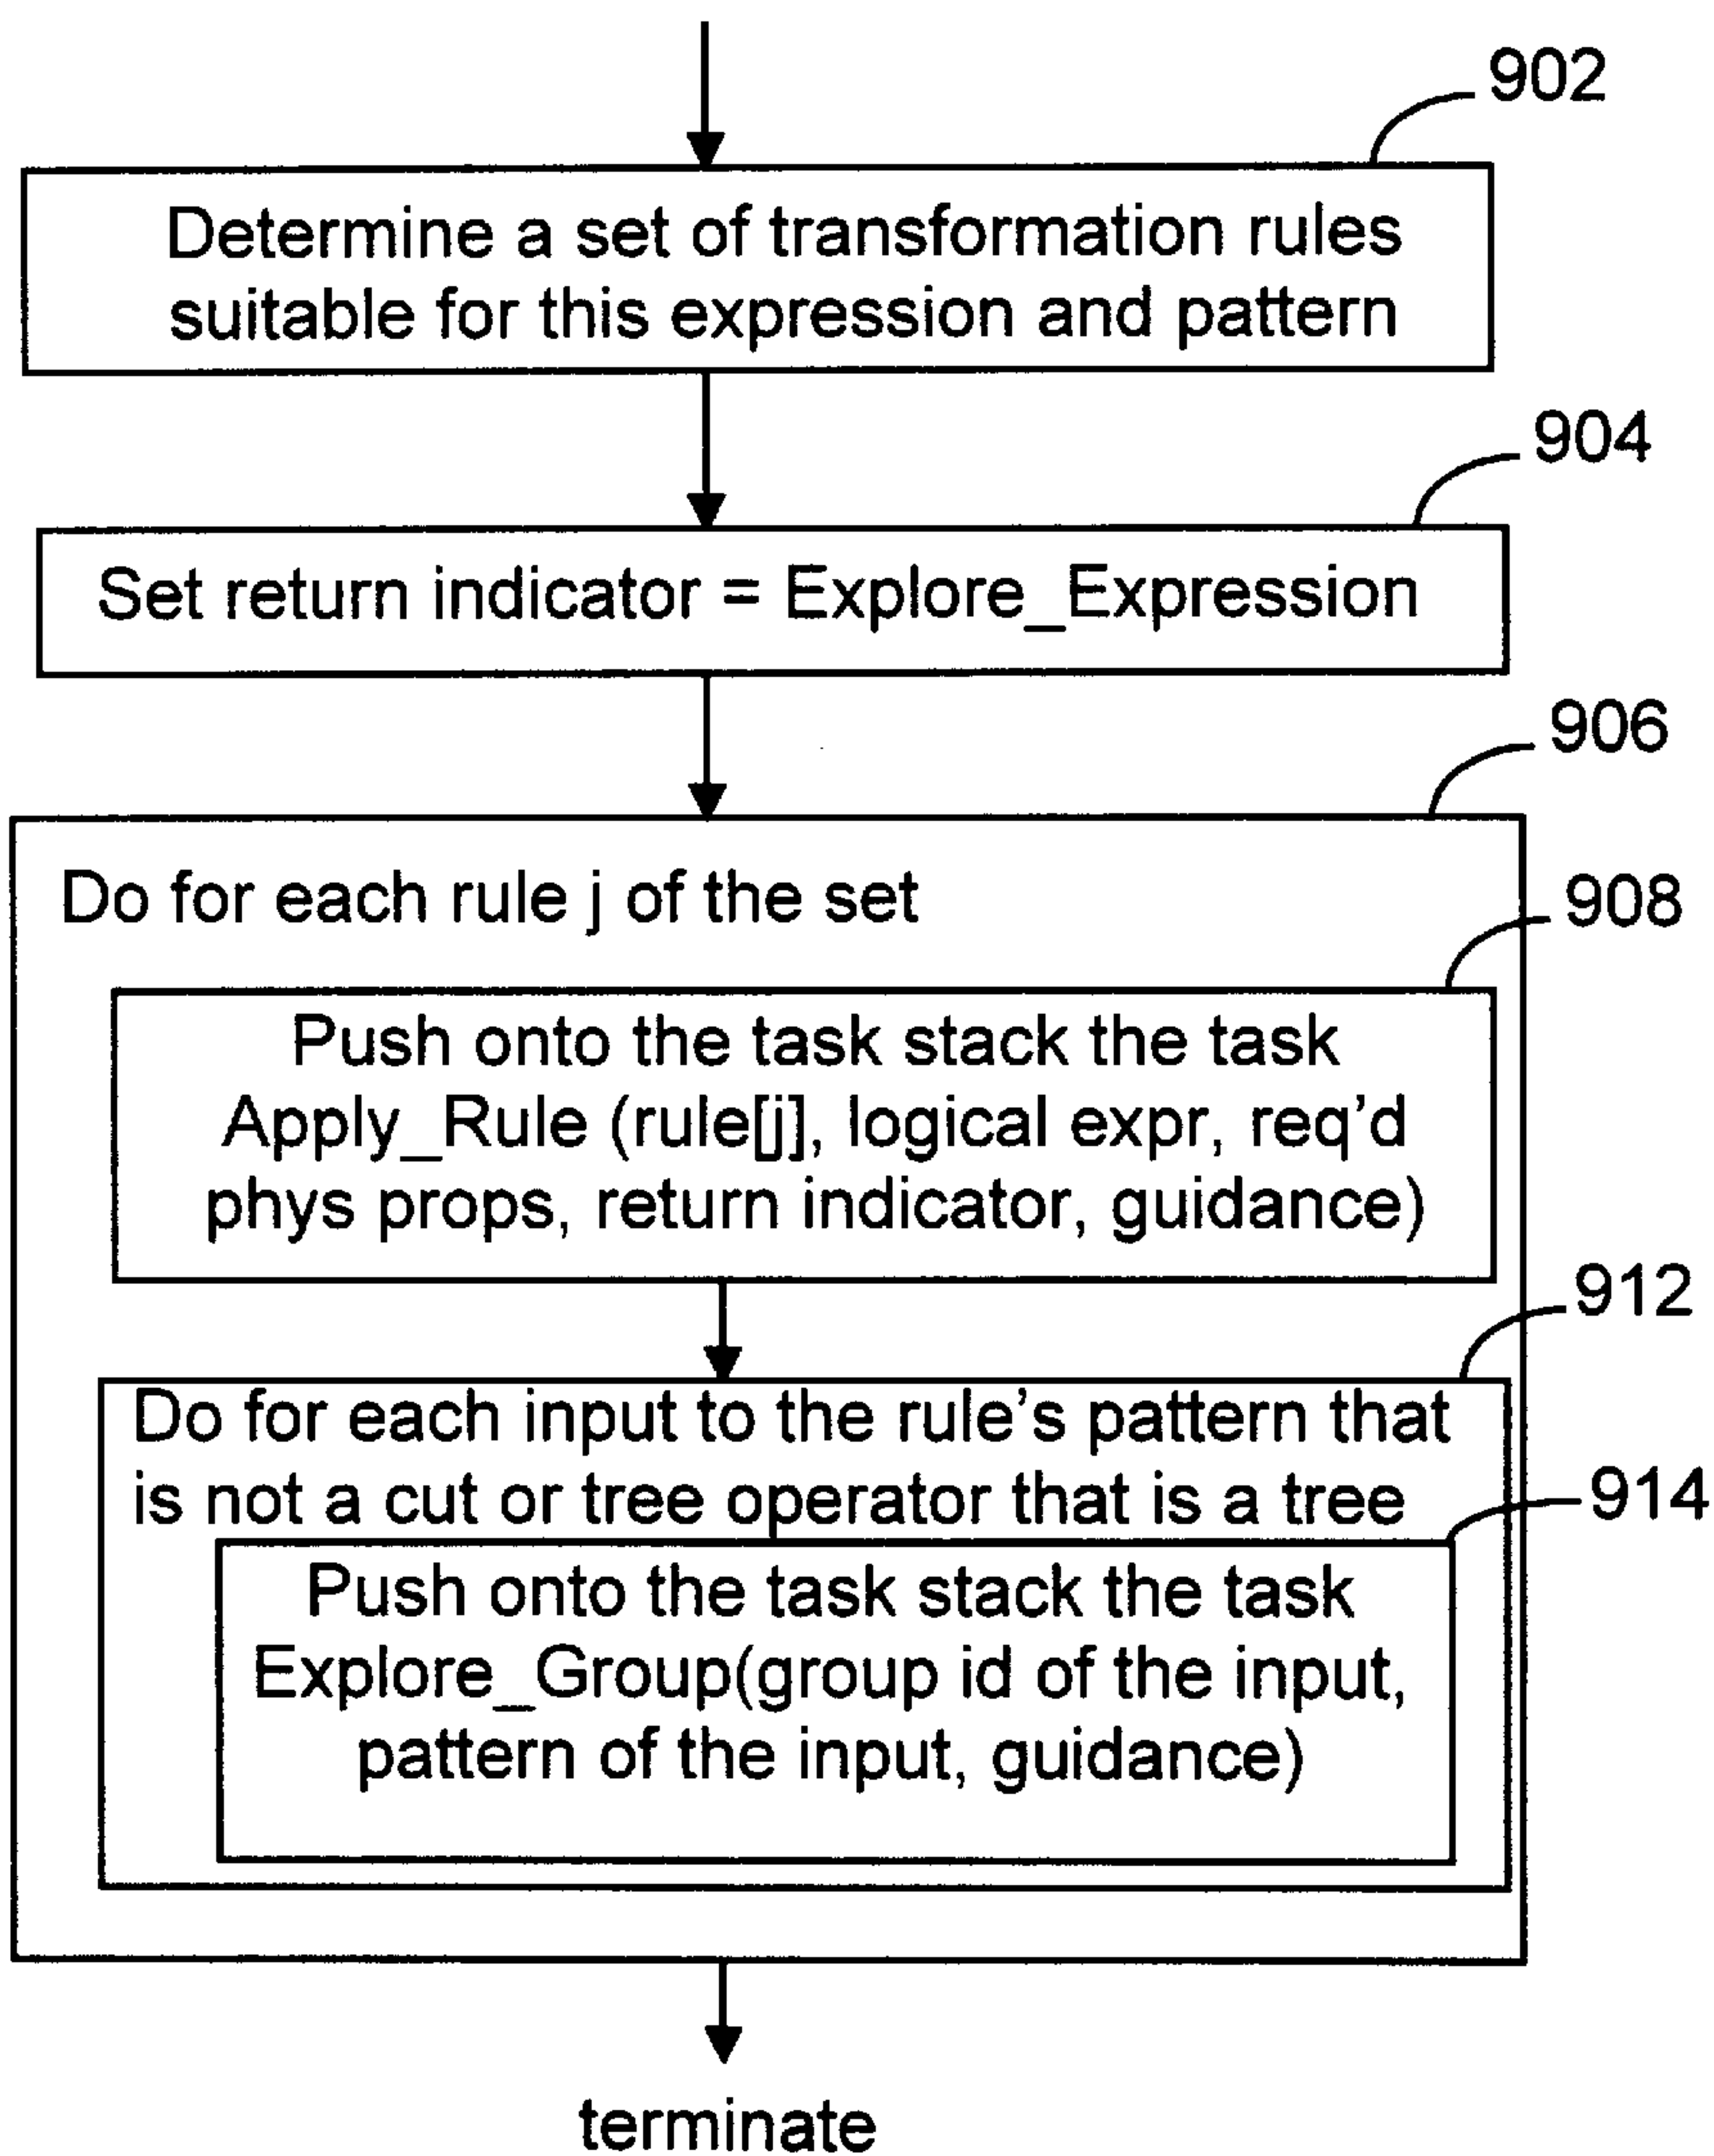 902
Determine a set of transformation rules
suitable for this expression and pattern
904
Set return indicator = Explore_Expression
906
Do for each rule j of the set
908
Push onto the task stack the task
Apply_Rule (rule[j], logical expr, req'd
phys props, return indicator, guidance)
912
Do for each input to the rule's pattern that
is not a cut or tree operator that is a tree
914
Push onto the task stack the task
Explore_Group(group id of the input,
pattern of the input, guidance)
terminate